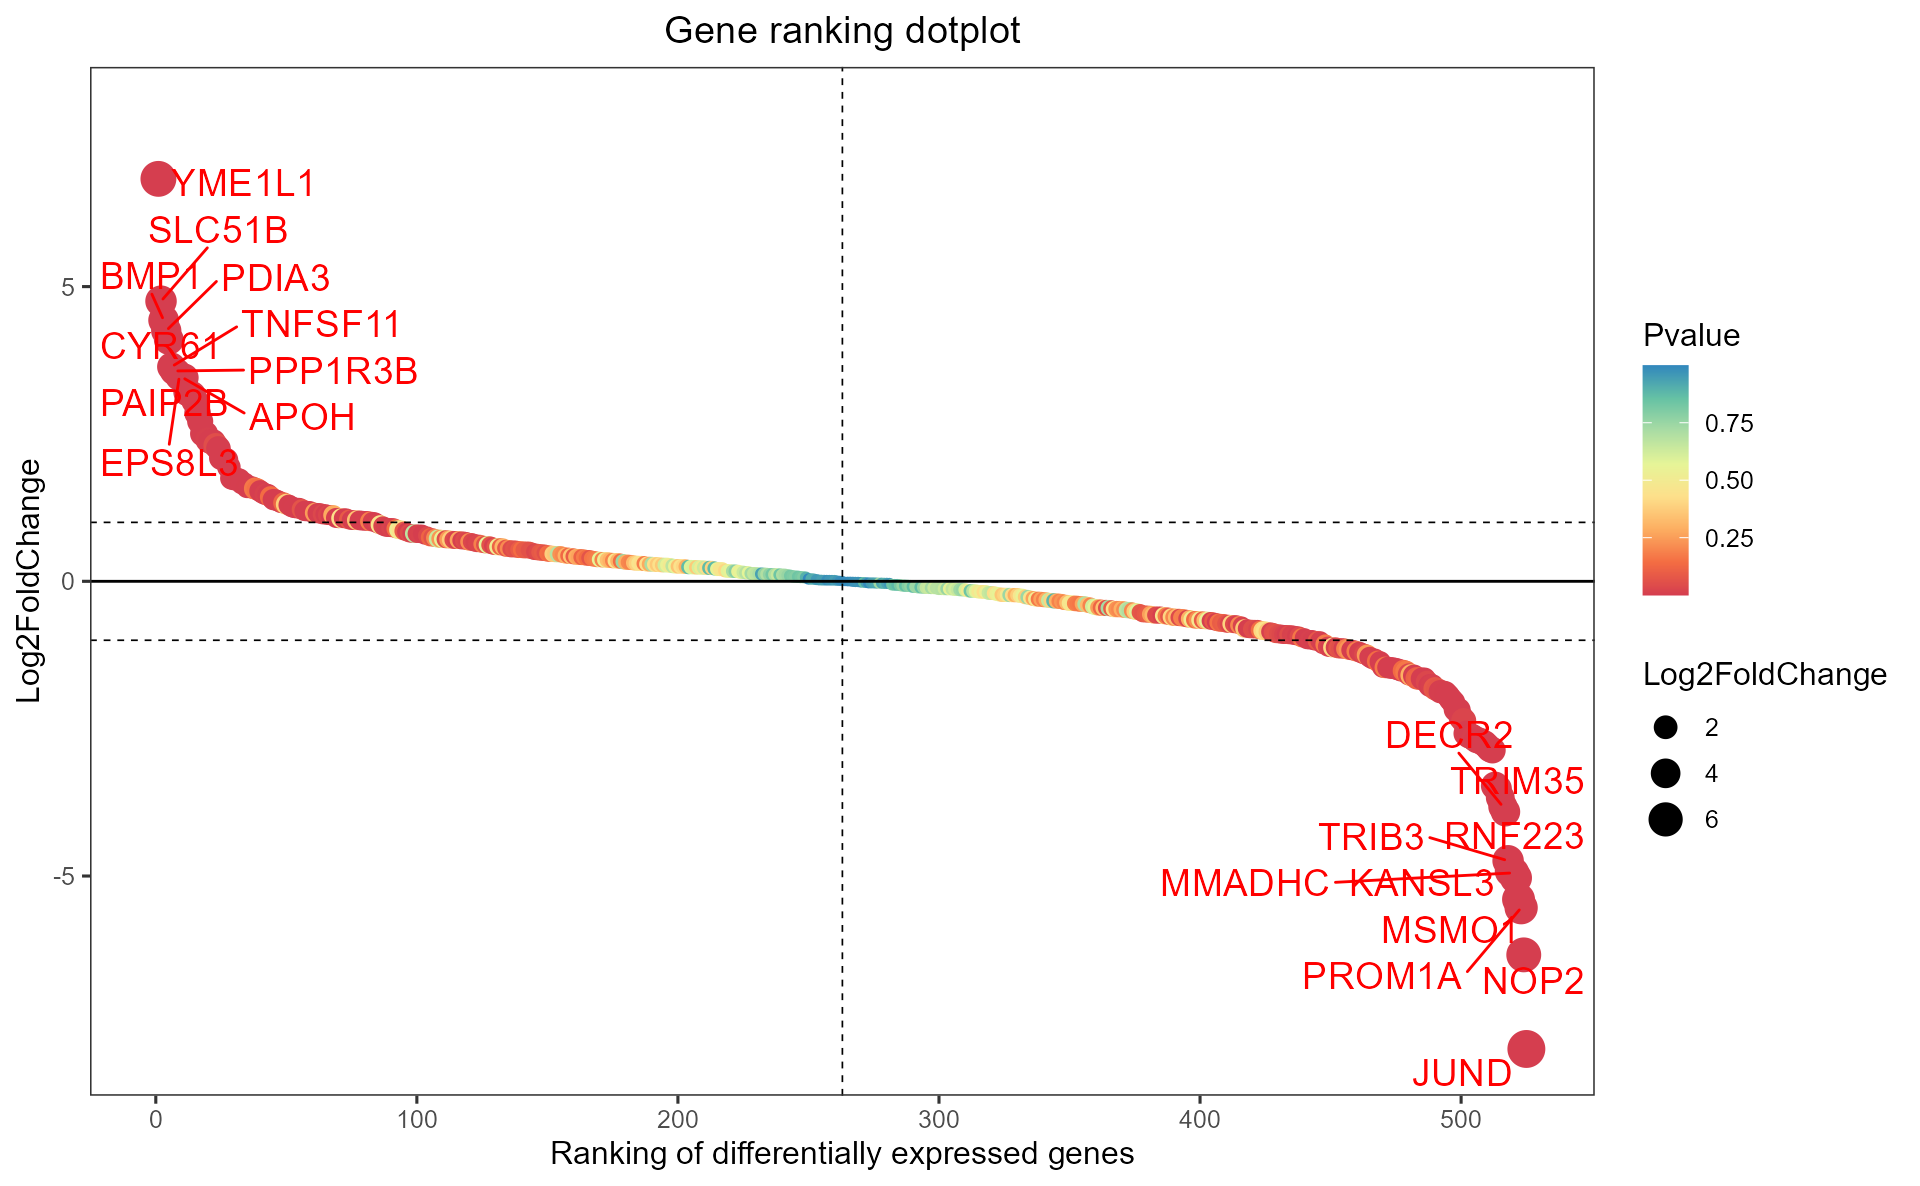 Gene ranking dotplot
Log2FoldChange
5
0
-5
YME1L1
SLC51B
BMP1
PDIA3
TNFSF11
CYR61
PPP1R3B
PAIP2B
APOH
EPS8L3
DECR2
TRIM35
TRIB3
RNF223
MMADHC
KANSL3
MSMO1
PROM1A
NOP2
JUND
0
100
200
300
400
500
Ranking of differentially expressed genes
Pvalue
0.75
0.50
0.25
Log2FoldChange
2
4
6